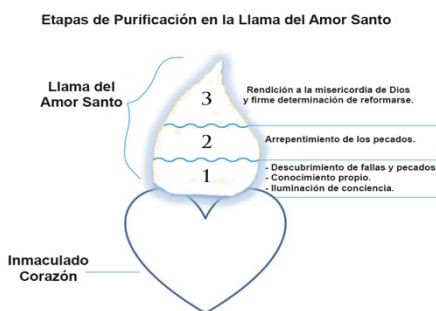 Etapas de Purificación en la Llama del Amor Santo
Llama del
Amor Santo
3
Rendición a la misericordia de Dios
y firme determinación de reformarse.
2
Arrepentimiento de los pecados.
1
- Descubrimiento de fallas y pecados
- Conocimiento propio.
- Iluminación de conciencia.
Inmaculado
Corazón